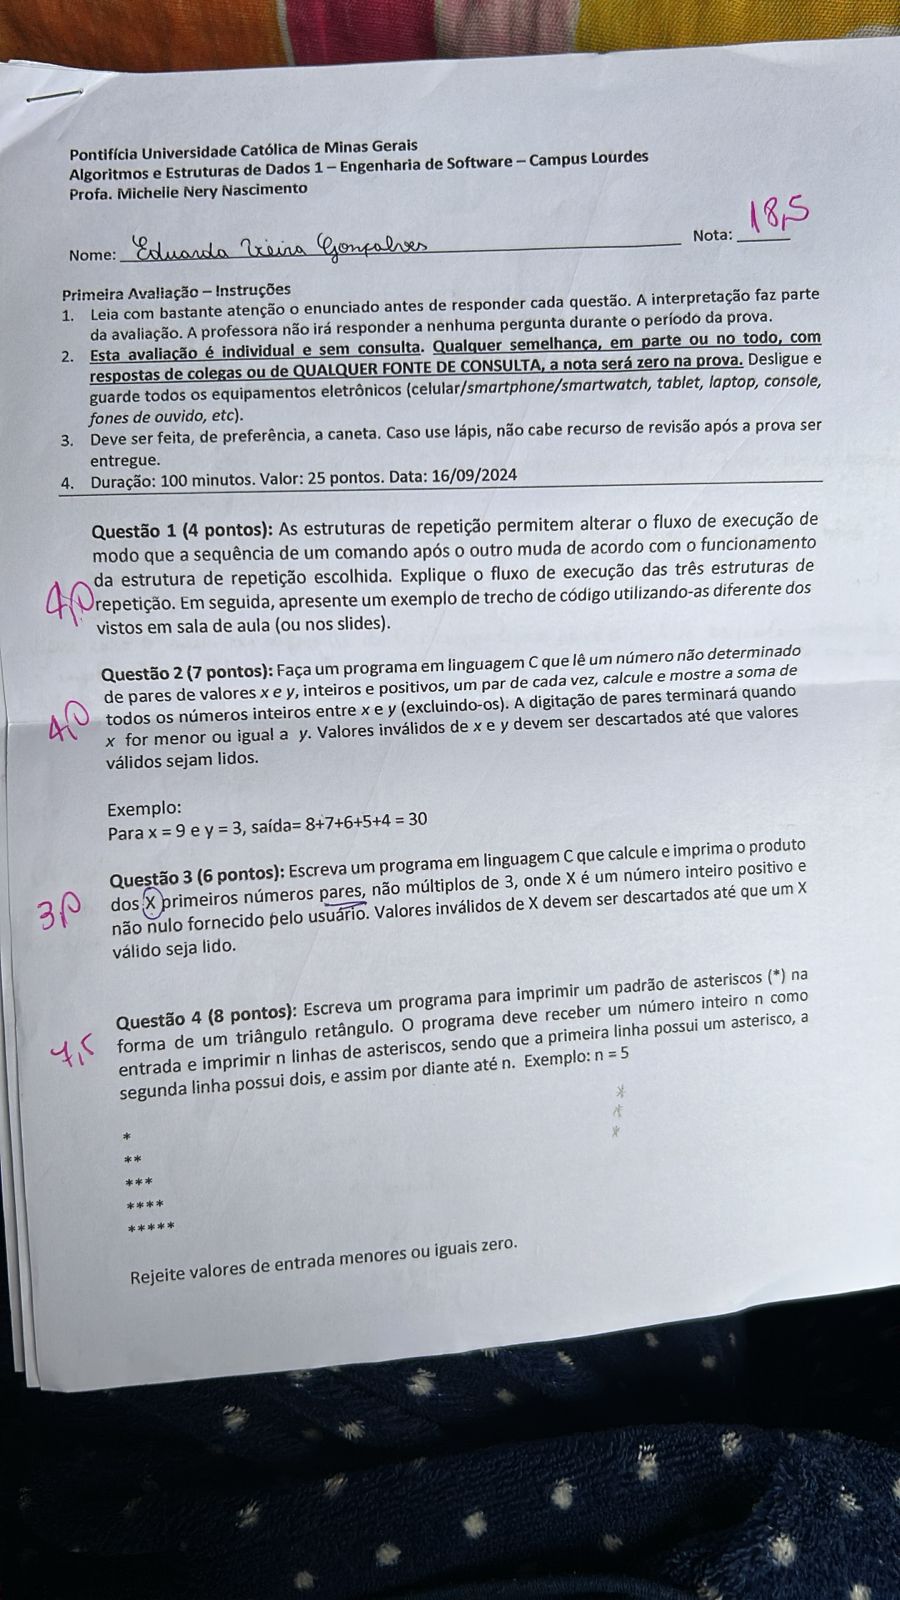 Pontifícia Universidade Católica de Minas Gerais
Algoritmos e Estruturas de Dados 1 – Engenharia de Software – Campus Lourdes
Profa. Michelle Nery Nascimento
18,5
Nome: Eduarda Vieira Gonçalves Nota:
Primeira Avaliação – Instruções
1. Leia com bastante atenção o enunciado antes de responder cada questão. A interpretação faz parte
da avaliação. A professora não irá responder a nenhuma pergunta durante o período da prova.
2. Esta avaliação é individual e sem consulta. Qualquer semelhança, em parte ou no todo, com
respostas de colegas ou de QUALQUER FONTE DE CONSULTA, a nota será zero na prova. Desligue e
guarde todos os equipamentos eletrônicos (celular/smartphone/smartwatch, tablet, laptop, console,
fones de ouvido, etc).
3. Deve ser feita, de preferência, a caneta. Caso use lápis, não cabe recurso de revisão após a prova ser
entregue.
4. Duração: 100 minutos. Valor: 25 pontos. Data: 16/09/2024
Questão 1 (4 pontos): As estruturas de repetição permitem alterar o fluxo de execução de
modo que a sequência de um comando após o outro muda de acordo com o funcionamento
da estrutura de repetição escolhida. Explique o fluxo de execução das três estruturas de
4,0 repetição. Em seguida, apresente um exemplo de trecho de código utilizando-as diferente dos
vistos em sala de aula (ou nos slides).
Questão 2 (7 pontos): Faça um programa em linguagem C que lê um número não determinado
de pares de valores x e y, inteiros e positivos, um par de cada vez, calcule e mostre a soma de
4,0 todos os números inteiros entre x e y (excluindo-os). A digitação de pares terminará quando
x for menor ou igual a y. Valores inválidos de x e y devem ser descartados até que valores
válidos sejam lidos.
Exemplo:
Para x = 9 e y = 3, saída= 8+7+6+5+4 = 30
Questão 3 (6 pontos): Escreva um programa em linguagem C que calcule e imprima o produto
3,0 dos X primeiros números pares, não múltiplos de 3, onde X é um número inteiro positivo e
não nulo fornecido pelo usuário. Valores inválidos de X devem ser descartados até que um X
válido seja lido.
Questão 4 (8 pontos): Escreva um programa para imprimir um padrão de asteriscos (*) na
7,5 forma de um triângulo retângulo. O programa deve receber um número inteiro n como
entrada e imprimir n linhas de asteriscos, sendo que a primeira linha possui um asterisco, a
segunda linha possui dois, e assim por diante até n. Exemplo: n = 5
*
*
*
*
**
***
****
*****
Rejeite valores de entrada menores ou iguais zero.